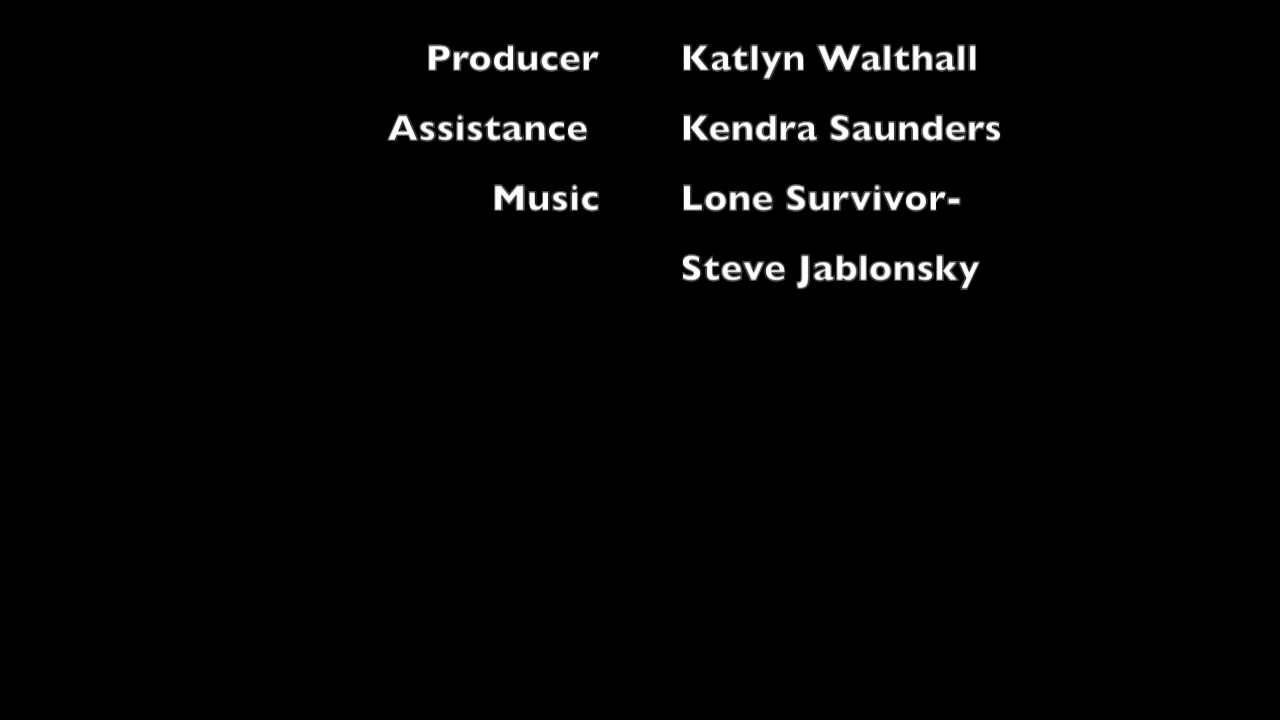 Producer Katlyn Walthall
Assistance Kendra Saunders
Music Lone Survivor-
Steve Jablonsky